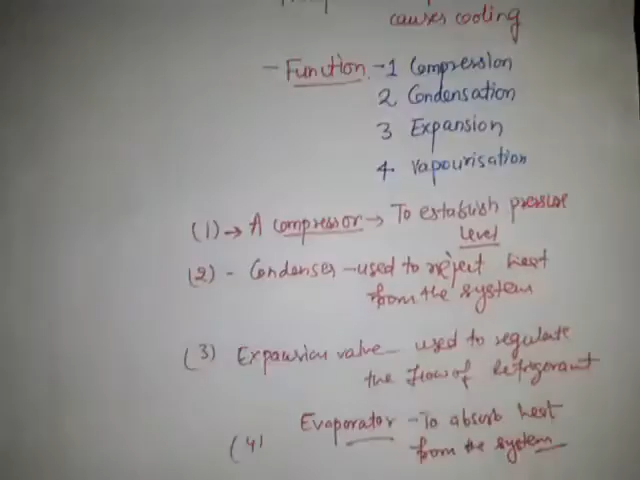 causes cooling
- Function - 1 Compression
2 Condensation
3 Expansion
4 Vapourisation
(1) → A compressor → To establish pressure
level
(2) - Condenser - used to reject heat
from the system
(3) Expansion valve - used to regulate
the flow of Refrigerant
(4) Evaporator - To absorb heat
from the system